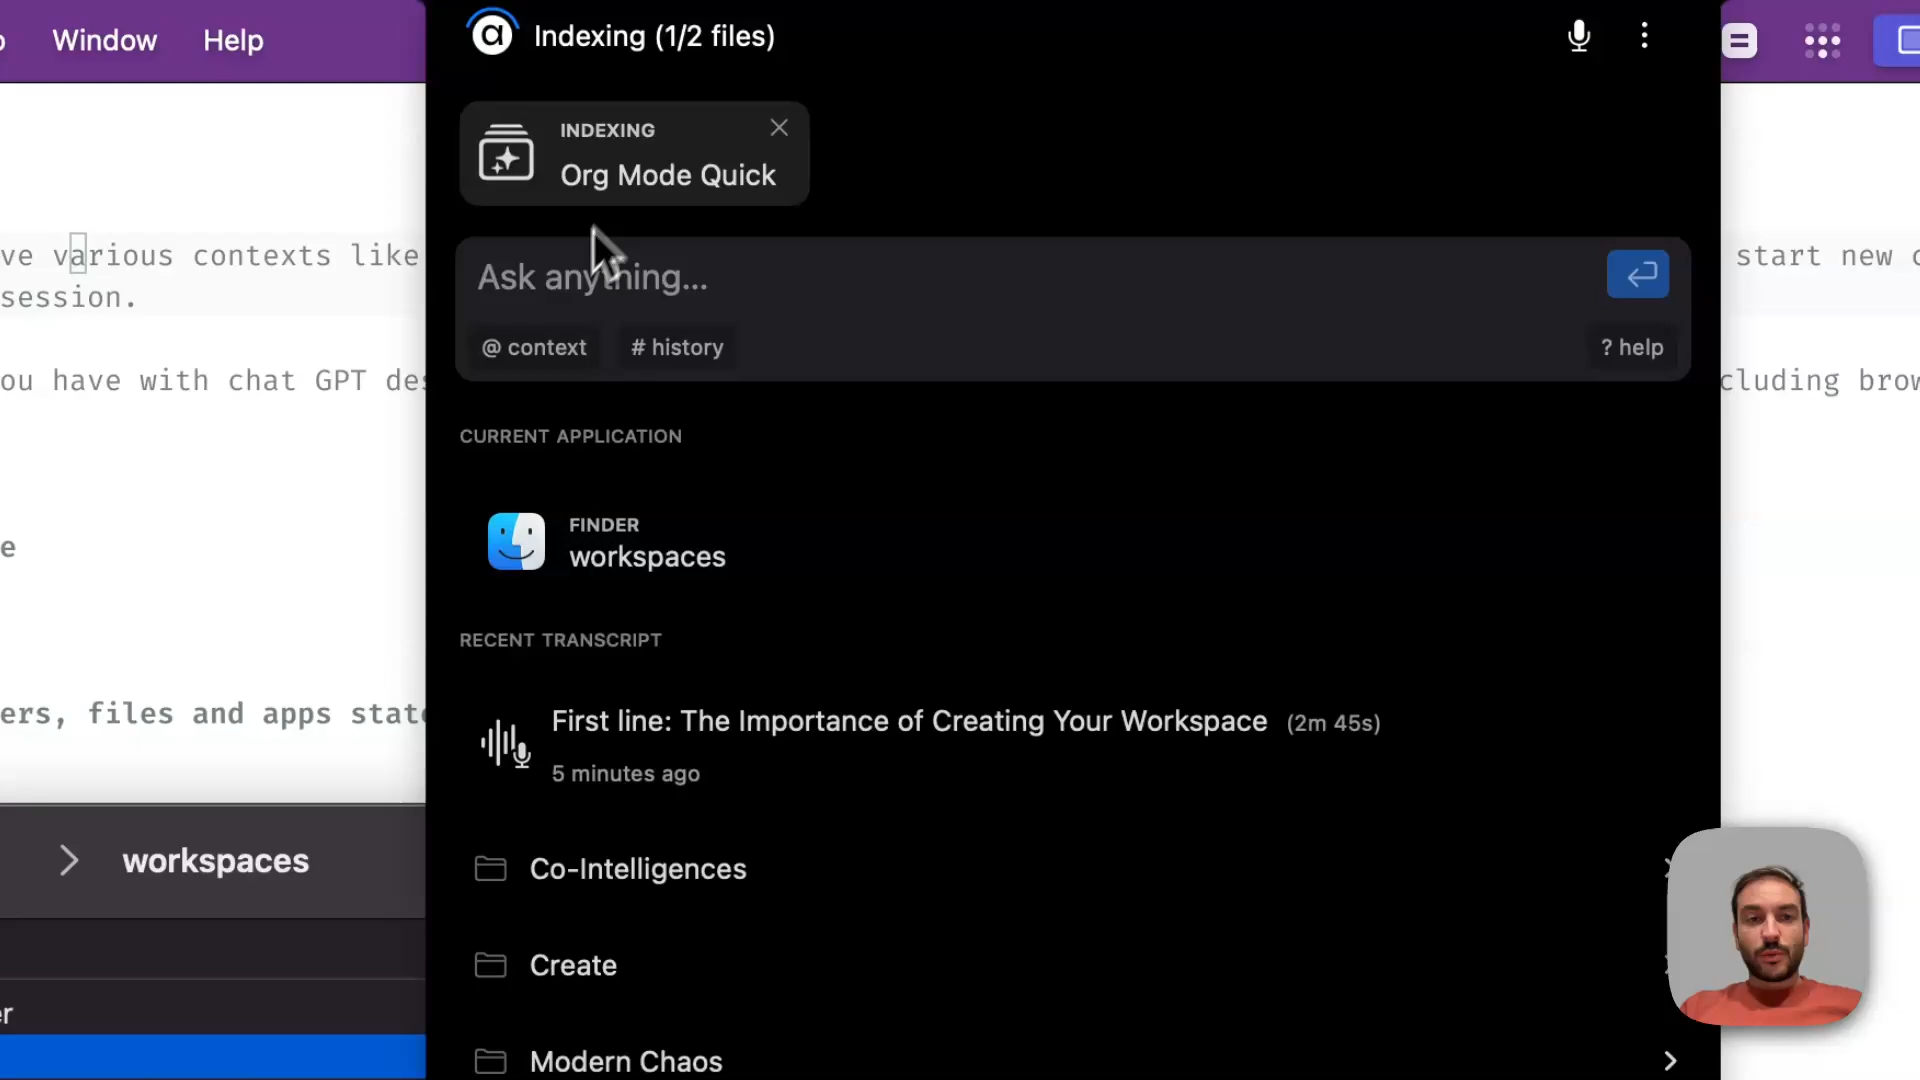 Window Help
Indexing (1/2 files)
INDEXING
Org Mode Quick
Ask anything...
@ context # history ? help
CURRENT APPLICATION
FINDER
workspaces
RECENT TRANSCRIPT
First line: The Importance of Creating Your Workspace (2m 45s)
5 minutes ago
Co-Intelligences
Create
Modern Chaos
ve various contexts like
session.
ou have with chat GPT des
e
ers, files and apps state
workspaces
er
start new c
cluding brow